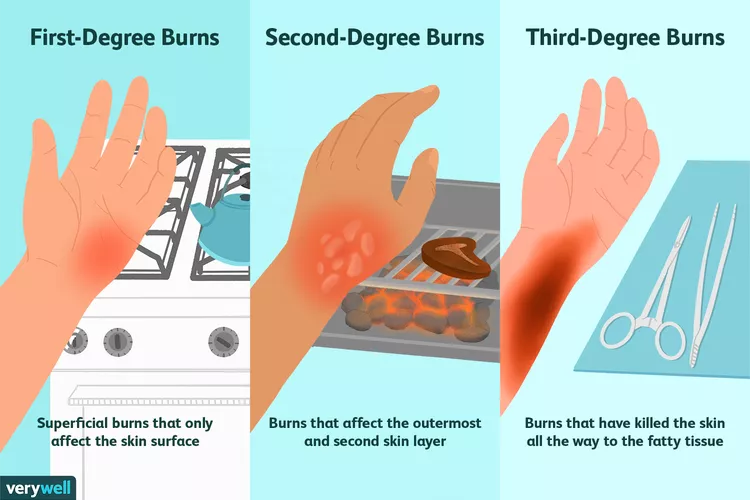 First-Degree Burns
Superficial burns that only
affect the skin surface
Second-Degree Burns
Burns that affect the outermost
and second skin layer
Third-Degree Burns
Burns that have killed the skin
all the way to the fatty tissue
verywell